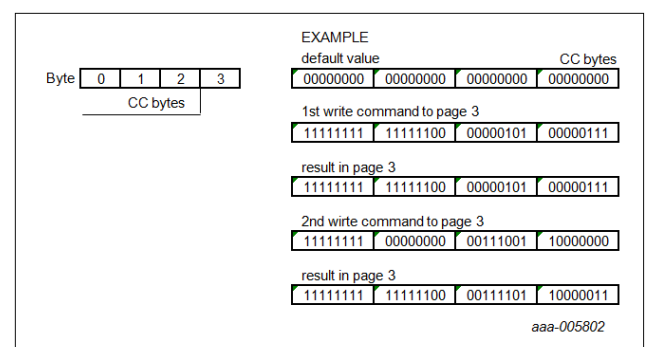 EXAMPLE
default value CC bytes
Byte 0 1 2 3
00000000 00000000 00000000 00000000
CC bytes
1st write command to page 3
11111111 11111100 00000101 00000111
result in page 3
11111111 11111100 00000101 00000111
2nd wirte command to page 3
11111111 00000000 00111001 10000000
result in page 3
11111111 11111100 00111101 10000011
aaa-005802